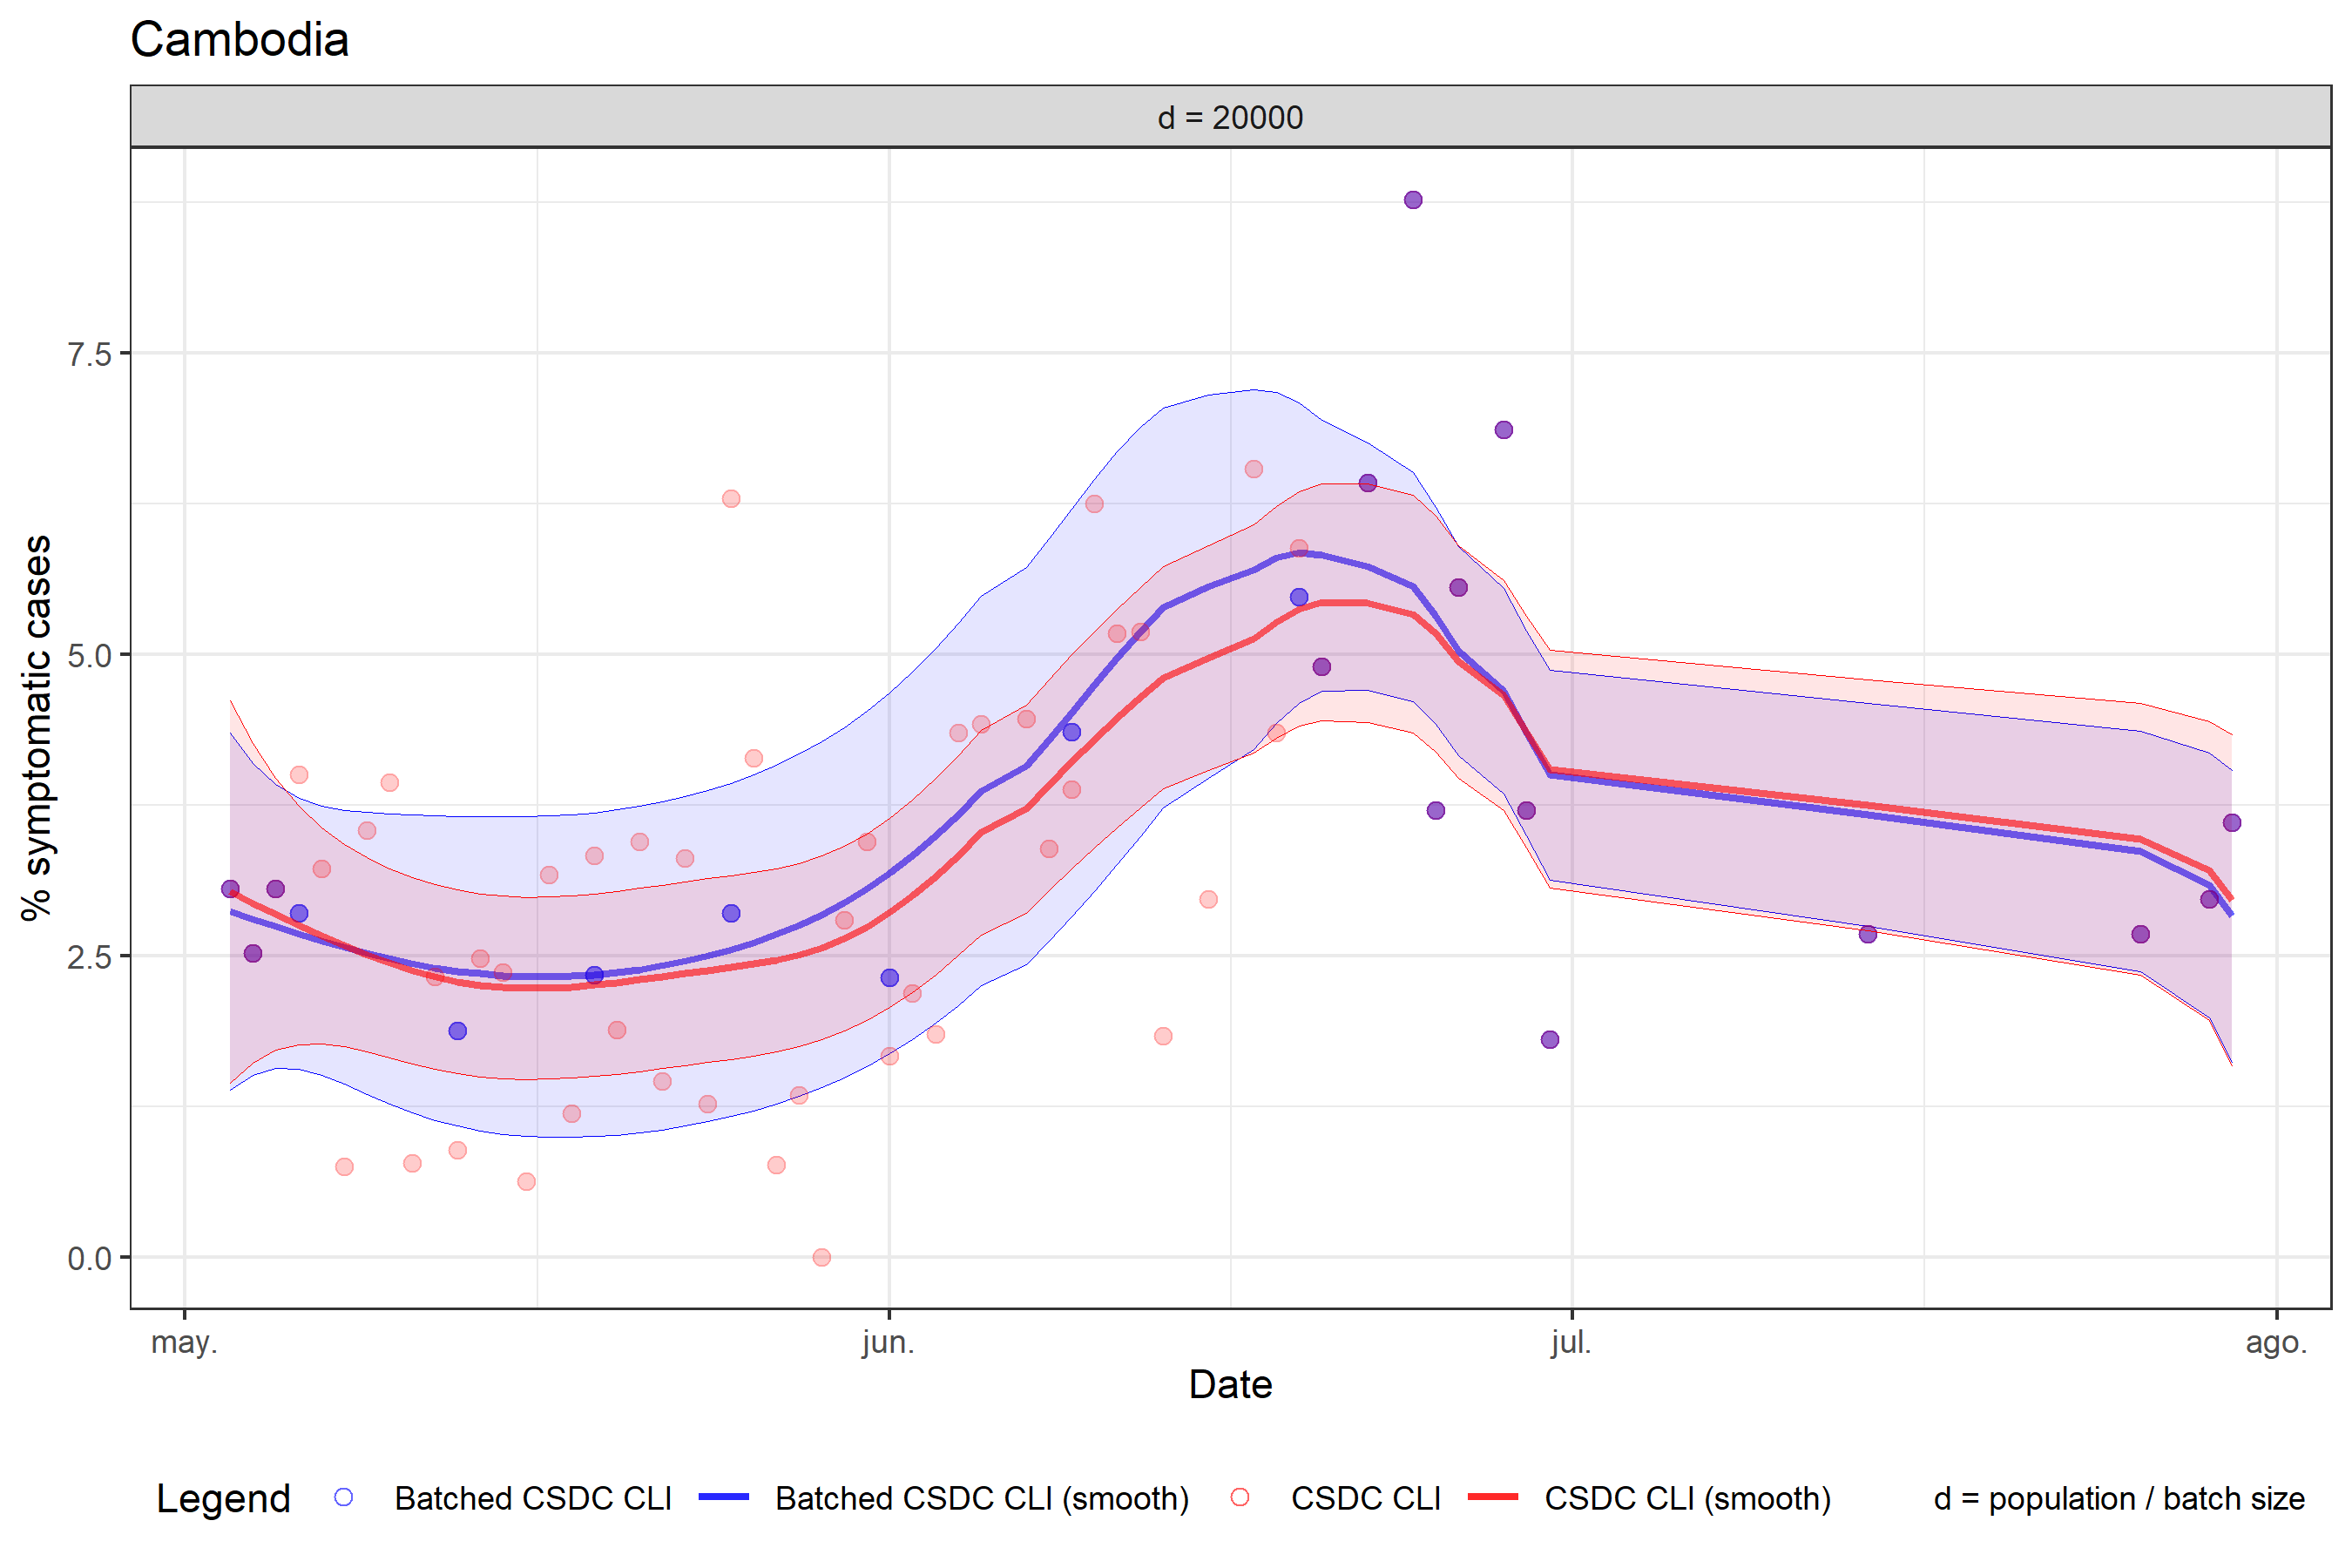 Cambodia
d = 20000
7.5
5.0
2.5
0.0
% symptomatic cases
may.
jun.
jul.
ago.
Date
Legend
Batched CSDC CLI
Batched CSDC CLI (smooth)
CSDC CLI
CSDC CLI (smooth)
d = population / batch size